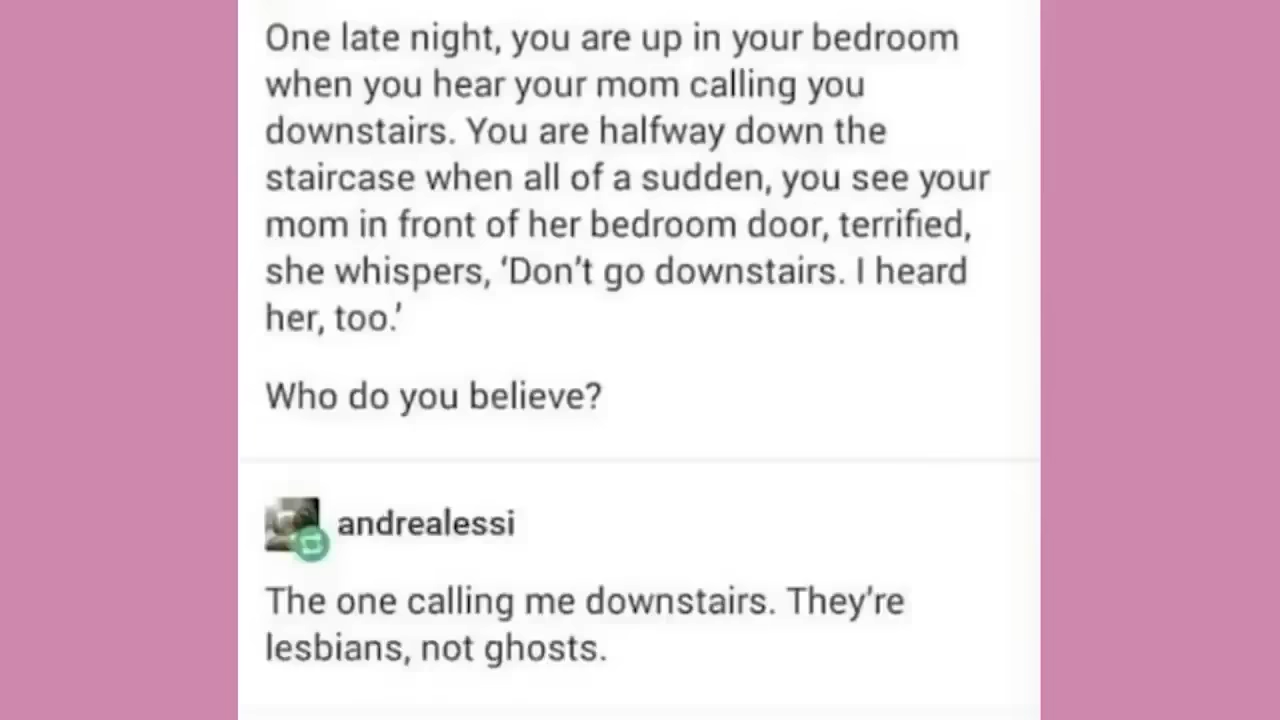 One late night, you are up in your bedroom
when you hear your mom calling you
downstairs. You are halfway down the
staircase when all of a sudden, you see your
mom in front of her bedroom door, terrified,
she whispers, ‘Don’t go downstairs. I heard
her, too.’
Who do you believe?
andrealessi
The one calling me downstairs. They’re
lesbians, not ghosts.